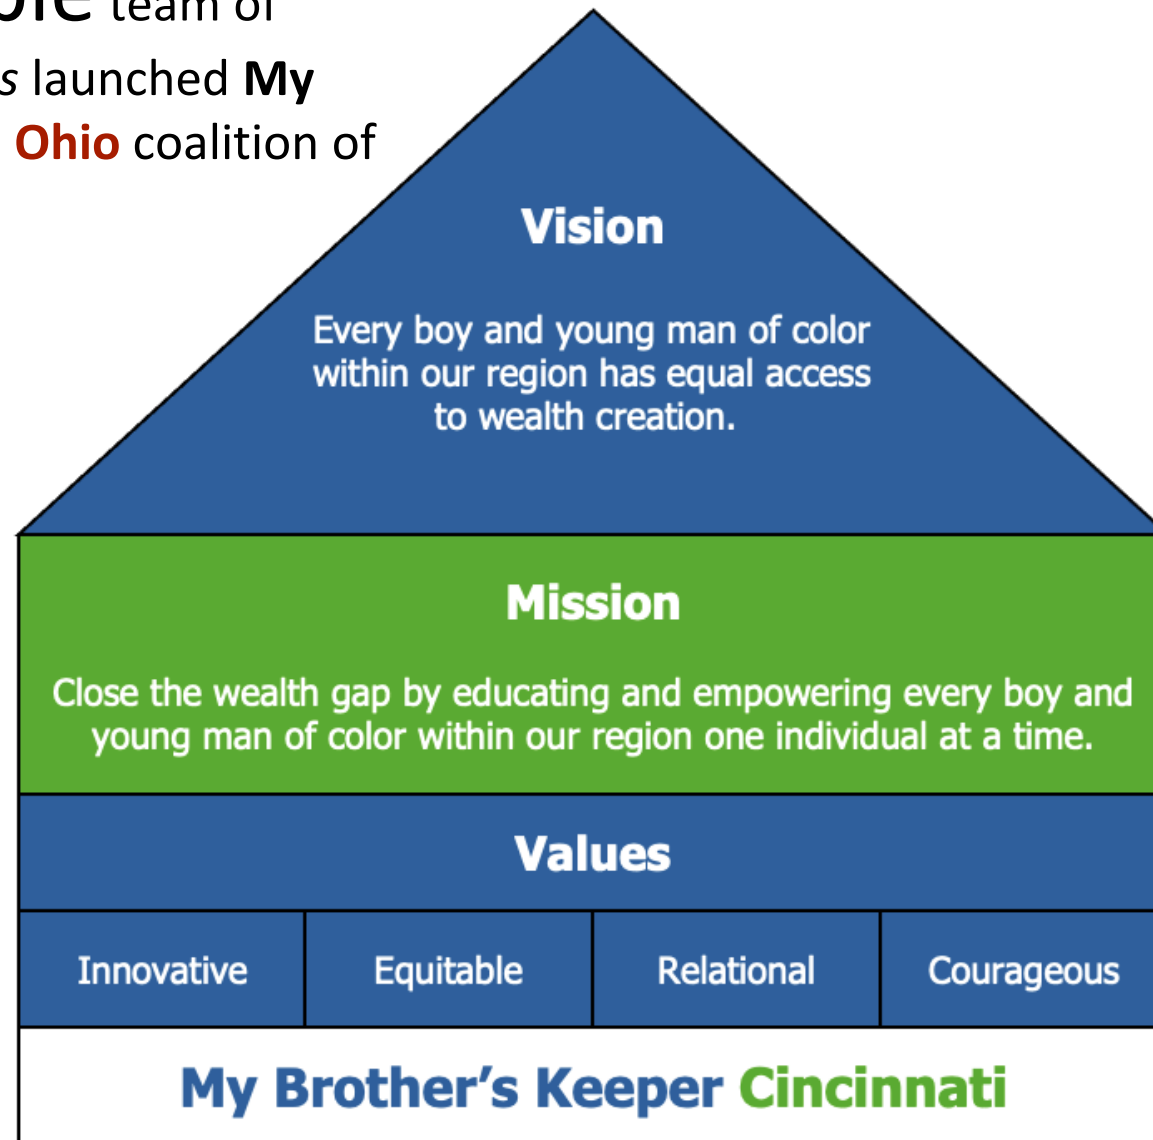 team of
launched My
Ohio coalition of
Vision
Every boy and young man of color
within our region has equal access
to wealth creation.
Mission
Close the wealth gap by educating and empowering every boy and
young man of color within our region one individual at a time.
Values
Innovative Equitable Relational Courageous
My Brother’s Keeper Cincinnati